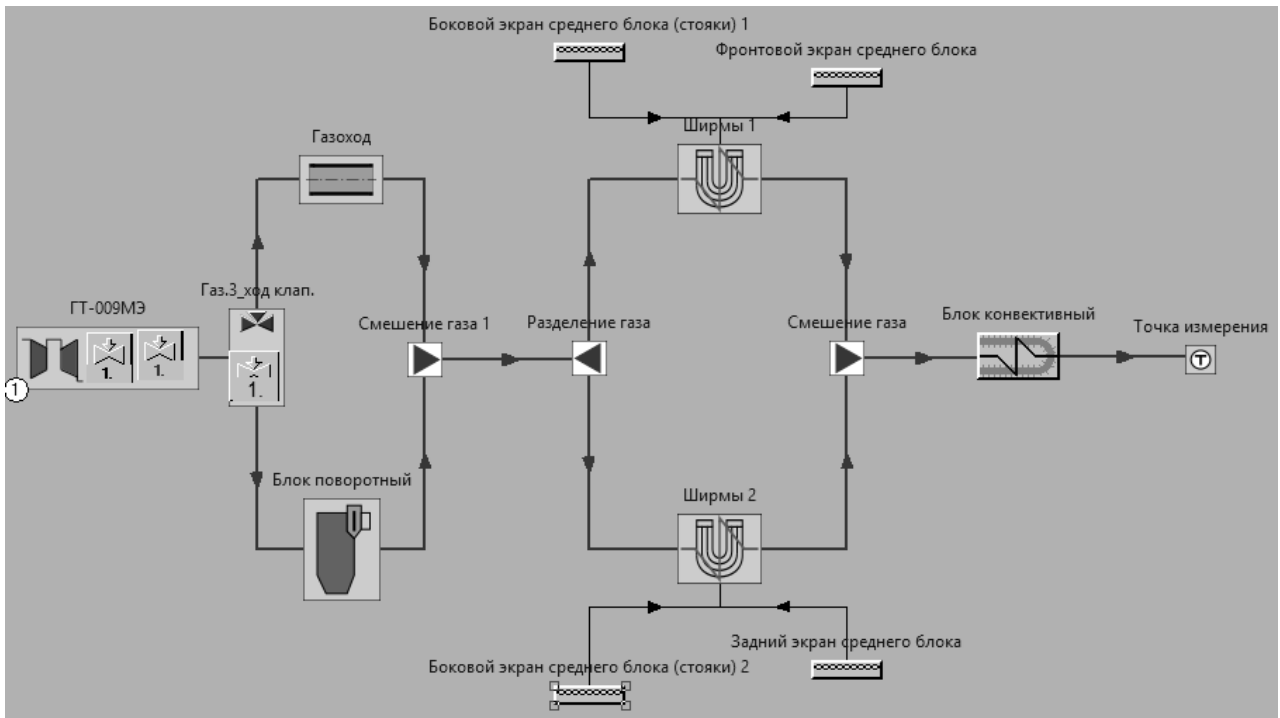 Боковой экран среднего блока (стояки) 1
Фронтовой экран среднего блока
Газоход
Ширмы 1
Газ.3_ход клап.
ГТ-009МЭ
1.
1.
1.
1
Смешение газа 1
Разделение газа
Смешение газа
Блок конвективный
Точка измерения
T
Блок поворотный
Ширмы 2
Задний экран среднего блока
Боковой экран среднего блока (стояки) 2